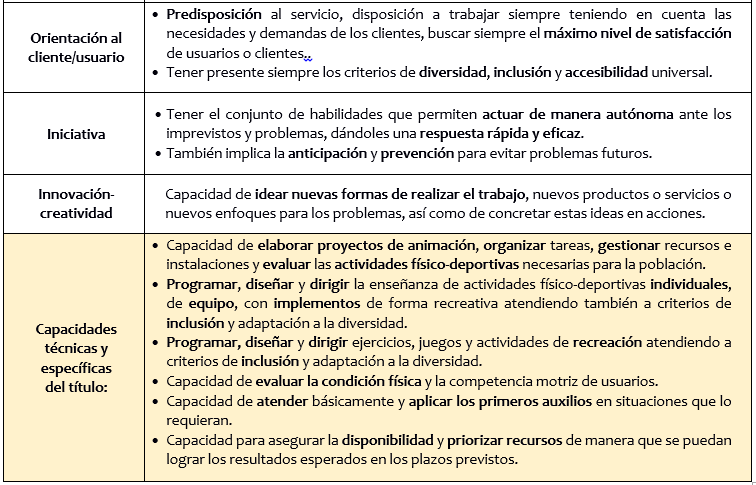 Orientación al
cliente/usuario
• Predisposición al servicio, disposición a trabajar siempre teniendo en cuenta las
necesidades y demandas de los clientes, buscar siempre el máximo nivel de satisfacción
de usuarios o clientes..
• Tener presente siempre los criterios de diversidad, inclusión y accesibilidad universal.
Iniciativa
• Tener el conjunto de habilidades que permiten actuar de manera autónoma ante los
imprevistos y problemas, dándoles una respuesta rápida y eficaz.
• También implica la anticipación y prevención para evitar problemas futuros.
Innovación-
creatividad
Capacidad de idear nuevas formas de realizar el trabajo, nuevos productos o servicios o
nuevos enfoques para los problemas, así como de concretar estas ideas en acciones.
Capacidades
técnicas y
específicas
del título:
• Capacidad de elaborar proyectos de animación, organizar tareas, gestionar recursos e
instalaciones y evaluar las actividades físico-deportivas necesarias para la población.
• Programar, diseñar y dirigir la enseñanza de actividades físico-deportivas individuales,
de equipo, con implementos de forma recreativa atendiendo también a criterios de
inclusión y adaptación a la diversidad.
• Programar, diseñar y dirigir ejercicios, juegos y actividades de recreación atendiendo a
criterios de inclusión y adaptación a la diversidad.
• Capacidad de evaluar la condición física y la competencia motriz de usuarios.
• Capacidad de atender básicamente y aplicar los primeros auxilios en situaciones que lo
requieran.
• Capacidad para asegurar la disponibilidad y priorizar recursos de manera que se puedan
lograr los resultados esperados en los plazos previstos.